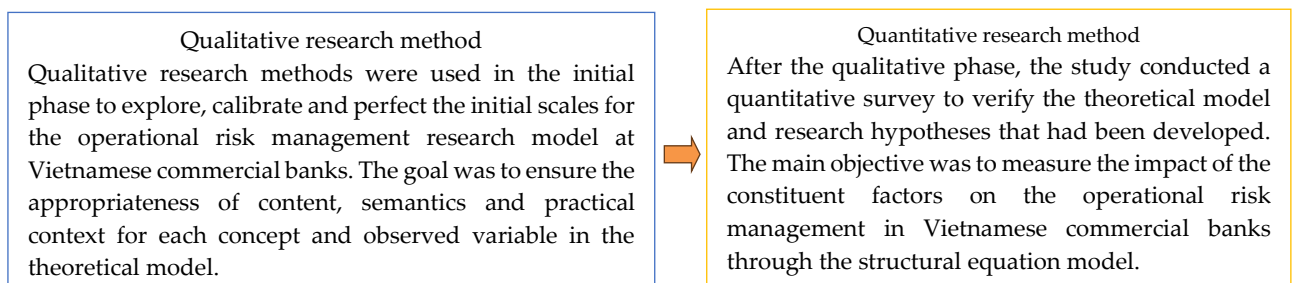 Qualitative research method
Qualitative research methods were used in the initial
phase to explore, calibrate and perfect the initial scales for
the operational risk management research model at
Vietnamese commercial banks. The goal was to ensure the
appropriateness of content, semantics and practical
context for each concept and observed variable in the
theoretical model.
Quantitative research method
After the qualitative phase, the study conducted a
quantitative survey to verify the theoretical model
and research hypotheses that had been developed.
The main objective was to measure the impact of the
constituent factors on the operational risk
management in Vietnamese commercial banks
through the structural equation model.